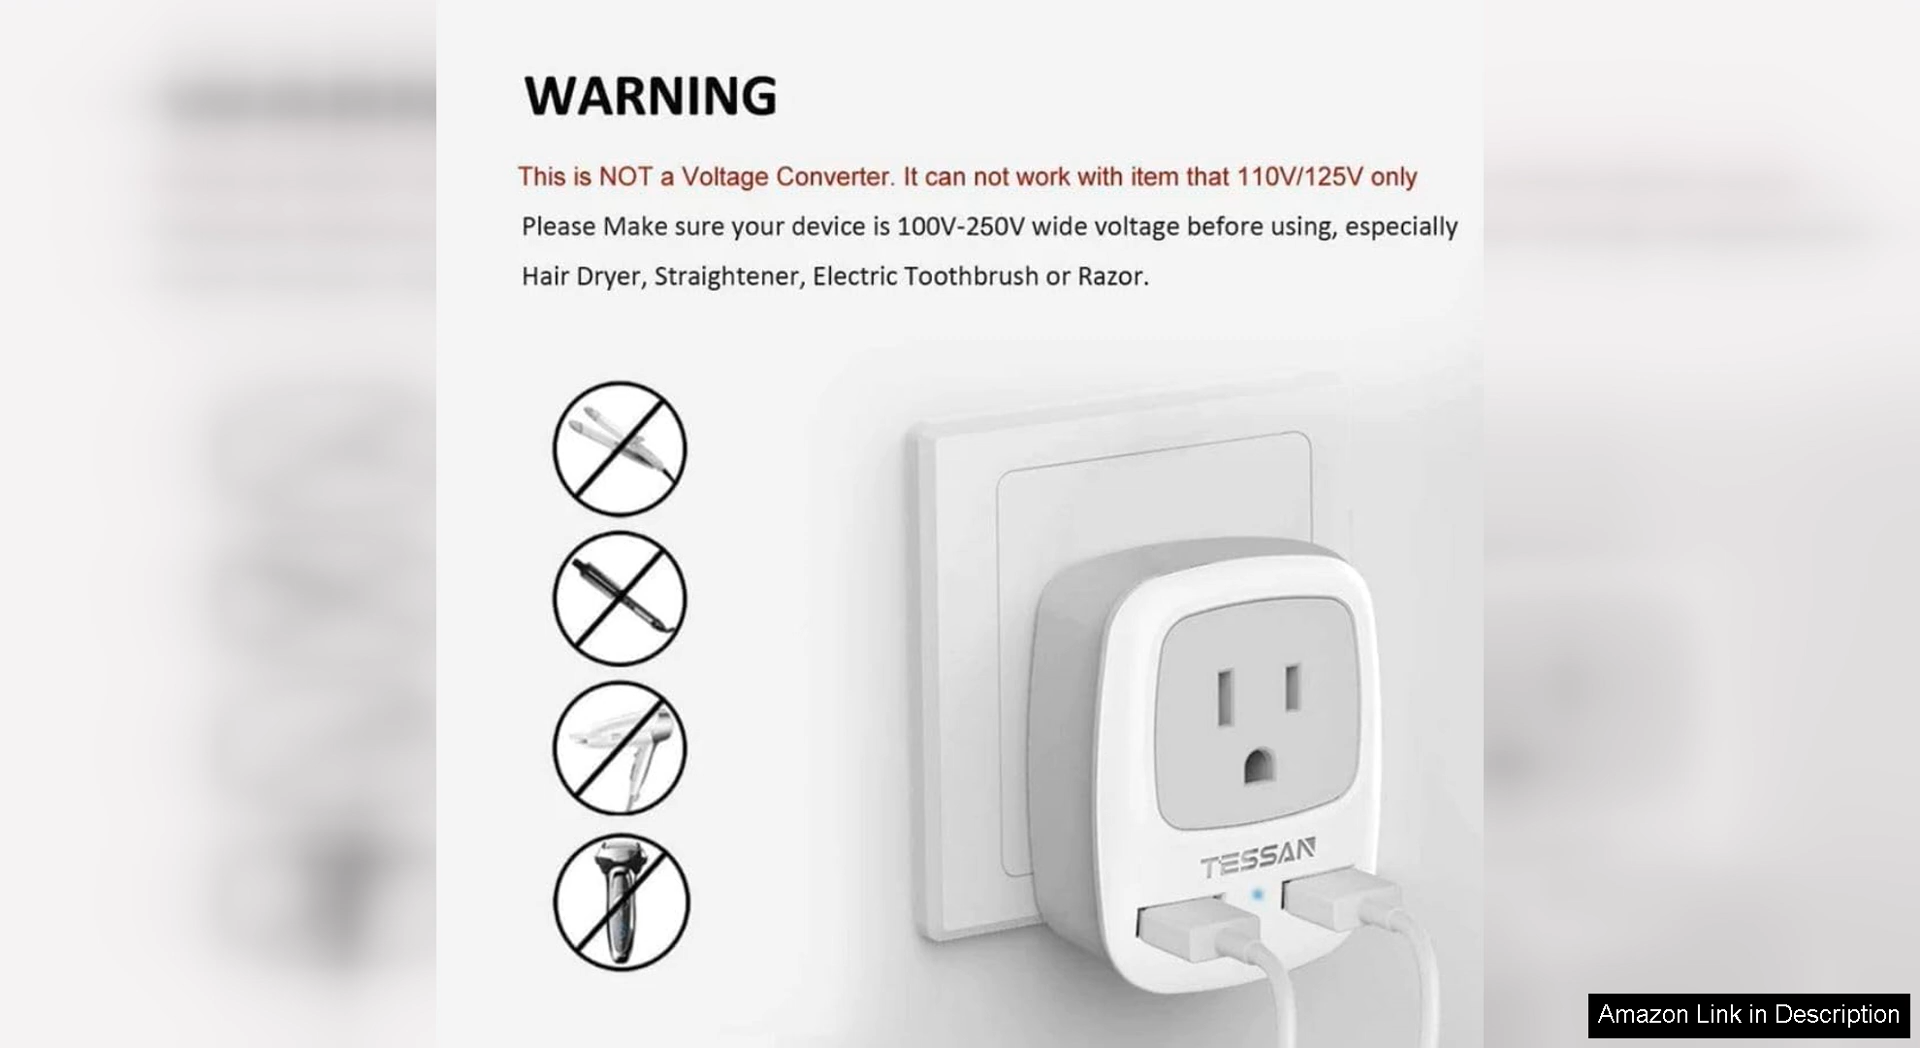 WARNING
This is NOT a Voltage Converter. It can not work with item that 110V/125V only
Please Make sure your device is 100V-250V wide voltage before using, especially
Hair Dryer, Straightener, Electric Toothbrush or Razor.
TESSAN
Amazon Link in Description